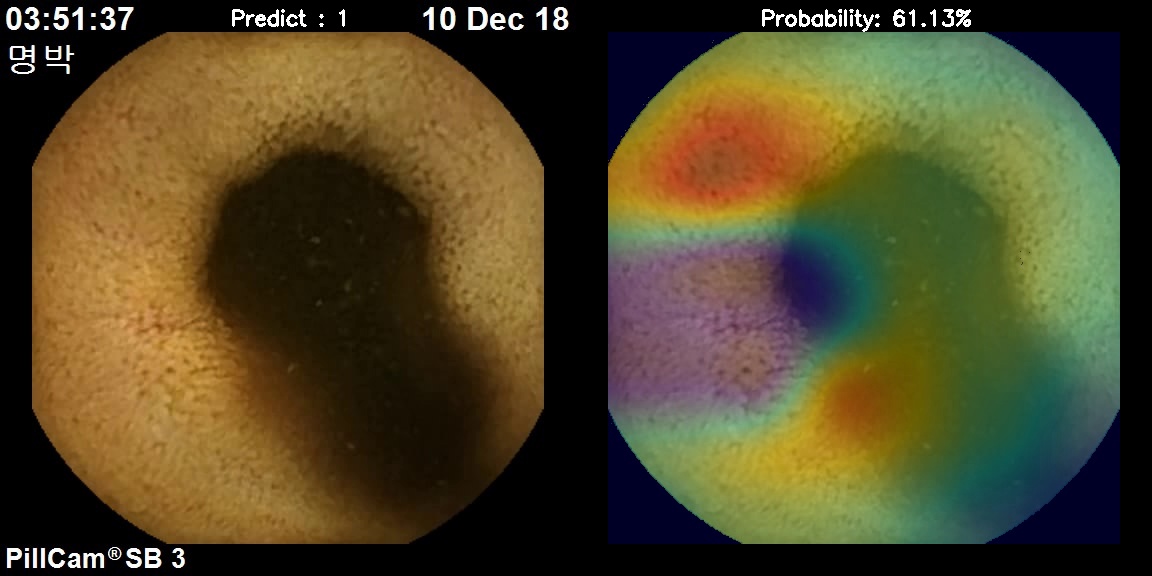 03:51:37
Predict : 1
10 Dec 18
Probability: 61.13%
명 박
PillCam® SB 3